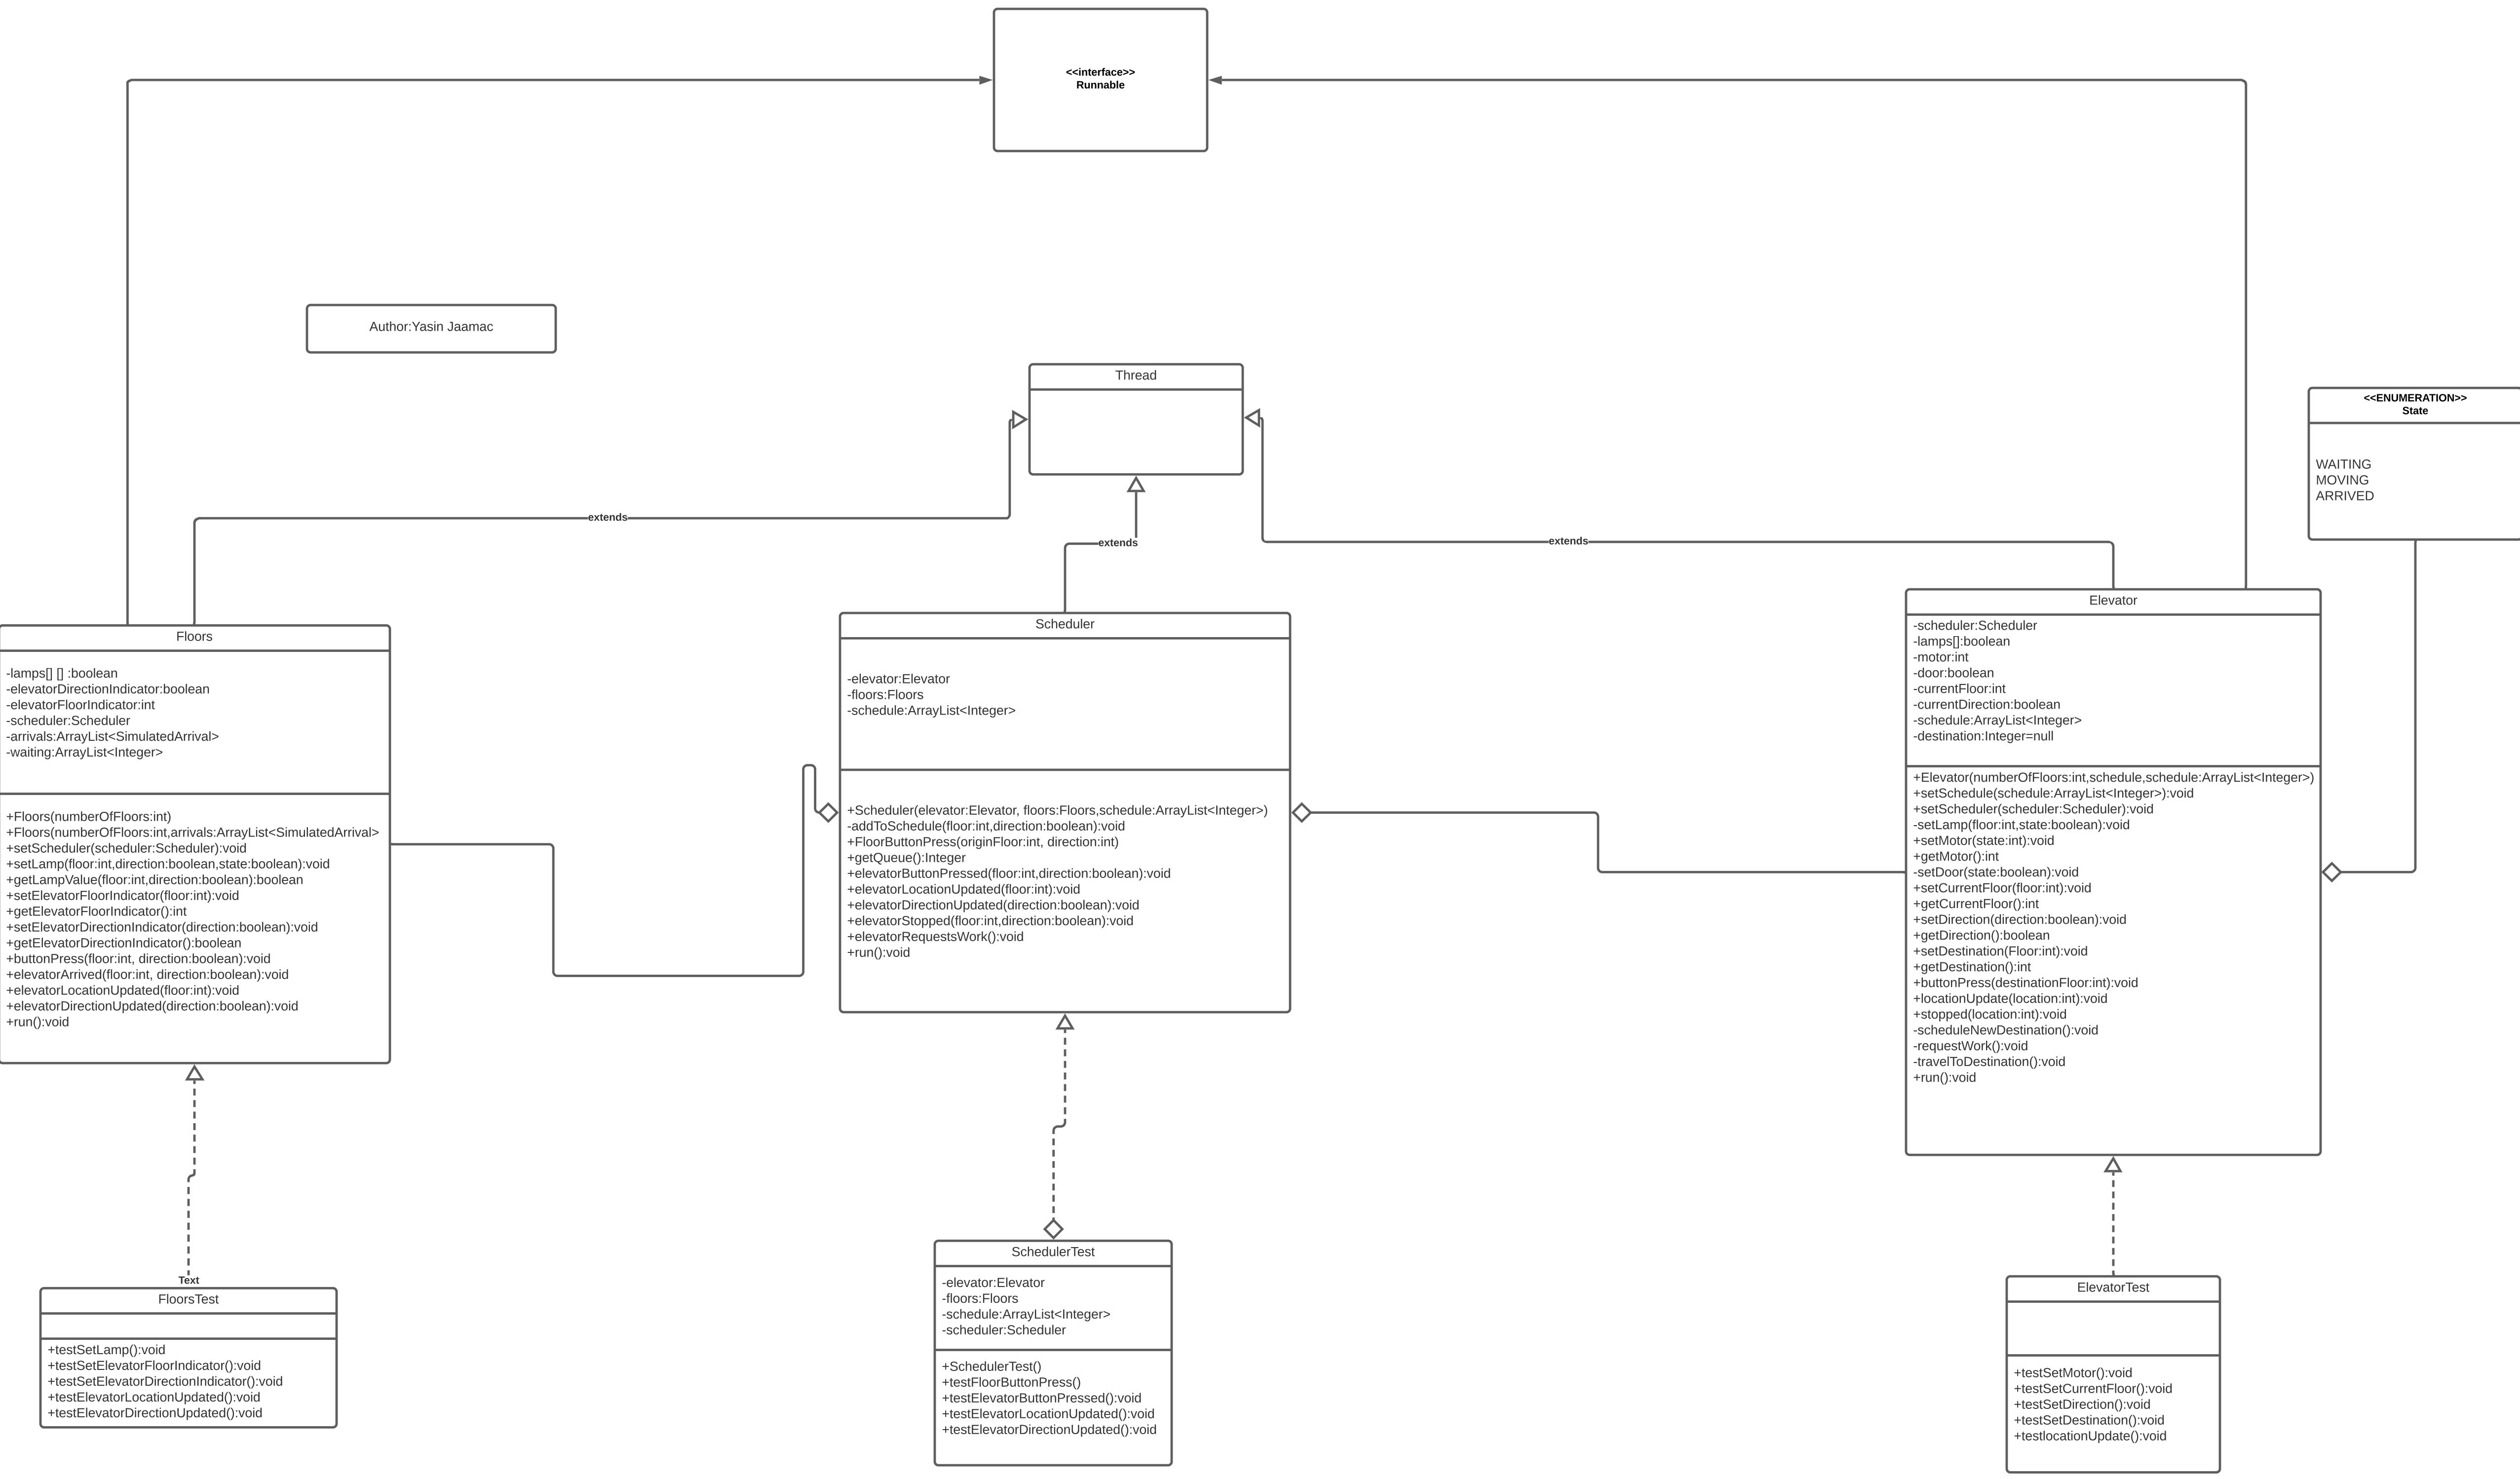 <<interface>>
Runnable
Author:Yasin Jaamac
Thread
<<ENUMERATION>>
State
WAITING
MOVING
ARRIVED
extends
extends
extends
Floors
-lamps[] [] :boolean
-elevatorDirectionIndicator:boolean
-elevatorFloorIndicator:int
-scheduler:Scheduler
-arrivals:ArrayList<SimulatedArrival>
-waiting:ArrayList<Integer>
+Floors(numberOfFloors:int)
+Floors(numberOfFloors:int,arrivals:ArrayList<SimulatedArrival>
+setScheduler(scheduler:Scheduler):void
+setLamp(floor:int,direction:boolean,state:boolean):void
+getLampValue(floor:int,direction:boolean):boolean
+setElevatorFloorIndicator(floor:int):void
+getElevatorFloorIndicator():int
+setElevatorDirectionIndicator(direction:boolean):void
+getElevatorDirectionIndicator():boolean
+buttonPress(floor:int, direction:boolean):void
+elevatorArrived(floor:int, direction:boolean):void
+elevatorLocationUpdated(floor:int):void
+elevatorDirectionUpdated(direction:boolean):void
+run():void
Scheduler
-elevator:Elevator
-floors:Floors
-schedule:ArrayList<Integer>
+Scheduler(elevator:Elevator, floors:Floors,schedule:ArrayList<Integer>)
-addToSchedule(floor:int,direction:boolean):void
+FloorButtonPress(originFloor:int, direction:int)
+getQueue():Integer
+elevatorButtonPressed(floor:int,direction:boolean):void
+elevatorLocationUpdated(floor:int):void
+elevatorDirectionUpdated(direction:boolean):void
+elevatorStopped(floor:int,direction:boolean):void
+elevatorRequestsWork():void
+run():void
Elevator
-scheduler:Scheduler
-lamps[]:boolean
-motor:int
-door:boolean
-currentFloor:int
-currentDirection:boolean
-schedule:ArrayList<Integer>
-destination:Integer=null
+Elevator(numberOfFloors:int,schedule,schedule:ArrayList<Integer>)
+setSchedule(schedule:ArrayList<Integer>):void
+setScheduler(scheduler:Scheduler):void
-setLamp(floor:int,state:boolean):void
+setMotor(state:int):void
+getMotor():int
-setDoor(state:boolean):void
+setCurrentFloor(floor:int):void
+getCurrentFloor():int
+setDirection(direction:boolean):void
+getDirection():boolean
+setDestination(Floor:int):void
+getDestination():int
+buttonPress(destinationFloor:int):void
+locationUpdate(location:int):void
+stopped(location:int):void
-scheduleNewDestination():void
-requestWork():void
-travelToDestination():void
+run():void
Text
FloorsTest
+testSetLamp():void
+testSetElevatorFloorIndicator():void
+testSetElevatorDirectionIndicator():void
+testElevatorLocationUpdated():void
+testElevatorDirectionUpdated():void
SchedulerTest
-elevator:Elevator
-floors:Floors
-schedule:ArrayList<Integer>
-scheduler:Scheduler
+SchedulerTest()
+testFloorButtonPress()
+testElevatorButtonPressed():void
+testElevatorLocationUpdated():void
+testElevatorDirectionUpdated():void
ElevatorTest
+testSetMotor():void
+testSetCurrentFloor():void
+testSetDirection():void
+testSetDestination():void
+testlocationUpdate():void